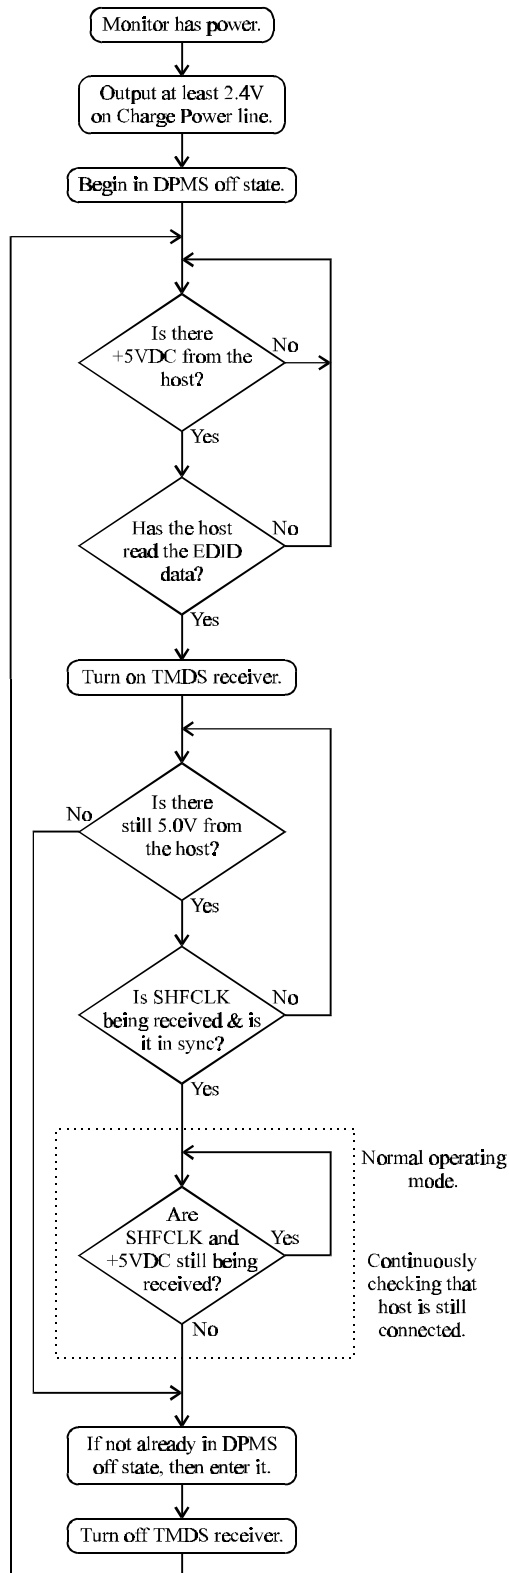 Monitor has power.
Output at least 2.4V
on Charge Power line.
Begin in DPMS off state.
Is there
+5VDC from the
host?
No
Yes
Has the host
read the EDID
data?
No
Yes
Turn on TMDS receiver.
Is there
still 5.0V from
the host?
No
Yes
Is SHFCLK
being received & is
it in sync?
No
Yes
Normal operating
mode.
Are
SHFCLK and
+5VDC still being
received?
Yes
No
Continuously
checking that
host is still
connected.
If not already in DPMS
off state, then enter it.
Turn off TMDS receiver.